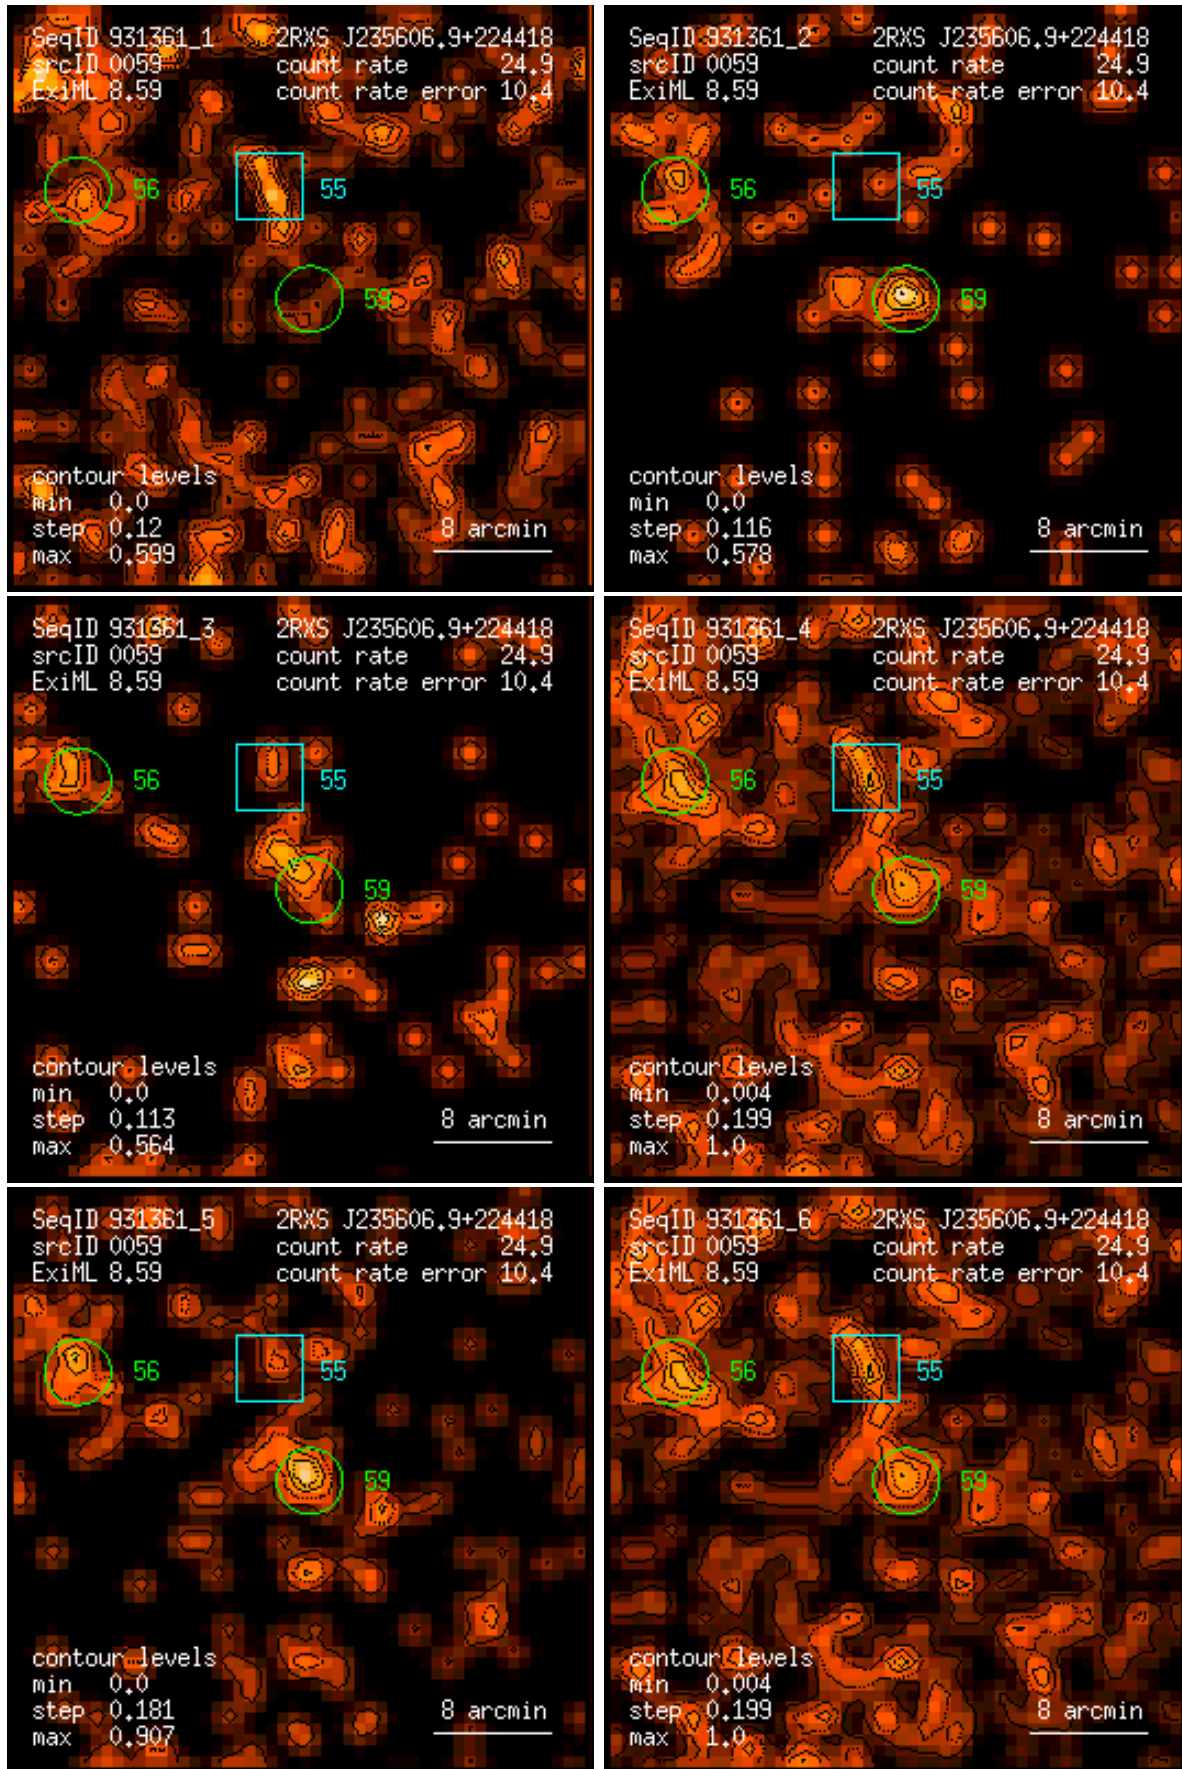 SeqID 931361_1 2RXS J235606.9+224418
srcID 0059 count rate 24.9
ExiML 8.59 count rate error 10.4
56
55
59
contour levels
min 0.0
step 0.12
max 0.599
8 arcmin
SeqID 931361_2 2RXS J235606.9+224418
srcID 0059 count rate 24.9
ExiML 8.59 count rate error 10.4
56
55
59
contour levels
min 0.0
step 0.116
max 0.578
8 arcmin
SeqID 931361_3 2RXS J235606.9+224418
srcID 0059 count rate 24.9
ExiML 8.59 count rate error 10.4
56
55
59
contour levels
min 0.0
step 0.113
max 0.564
8 arcmin
SeqID 931361_4 2RXS J235606.9+224418
srcID 0059 count rate 24.9
ExiML 8.59 count rate error 10.4
56
55
59
contour levels
min 0.004
step 0.199
max 1.0
8 arcmin
SeqID 931361_5 2RXS J235606.9+224418
srcID 0059 count rate 24.9
ExiML 8.59 count rate error 10.4
56
55
59
contour levels
min 0.0
step 0.181
max 0.907
8 arcmin
SeqID 931361_6 2RXS J235606.9+224418
srcID 0059 count rate 24.9
ExiML 8.59 count rate error 10.4
56
55
59
contour levels
min 0.004
step 0.199
max 1.0
8 arcmin